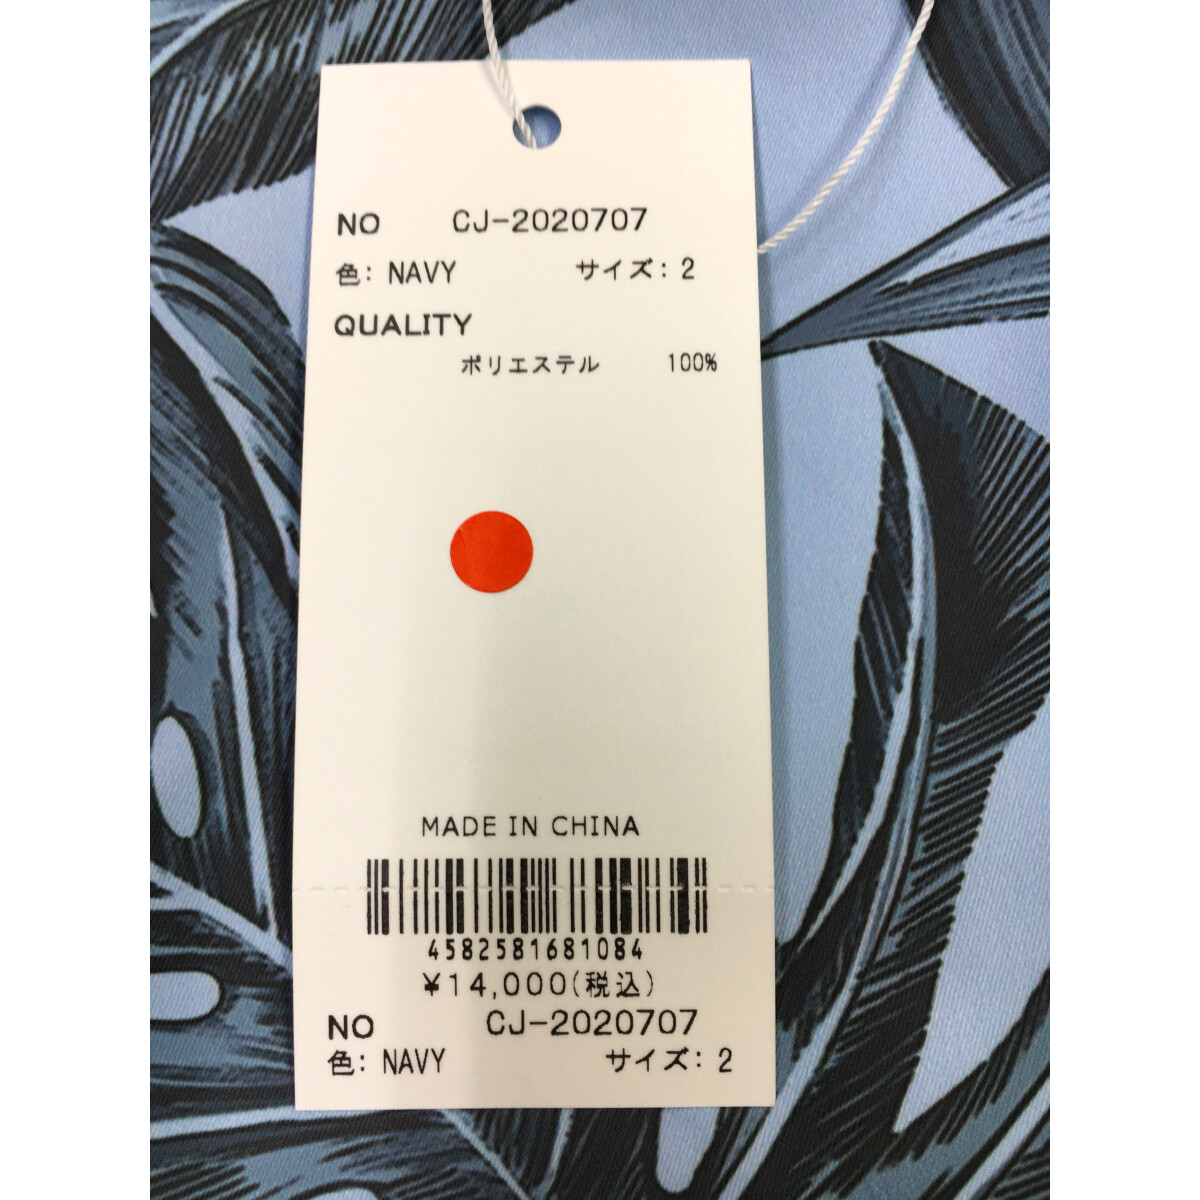 NO CJ-2020707
色: NAVY サイズ: 2
QUALITY
ポリエステル 100%
MADE IN CHINA
4582581681084
¥14,000(税込)
NO CJ-2020707
色: NAVY サイズ: 2